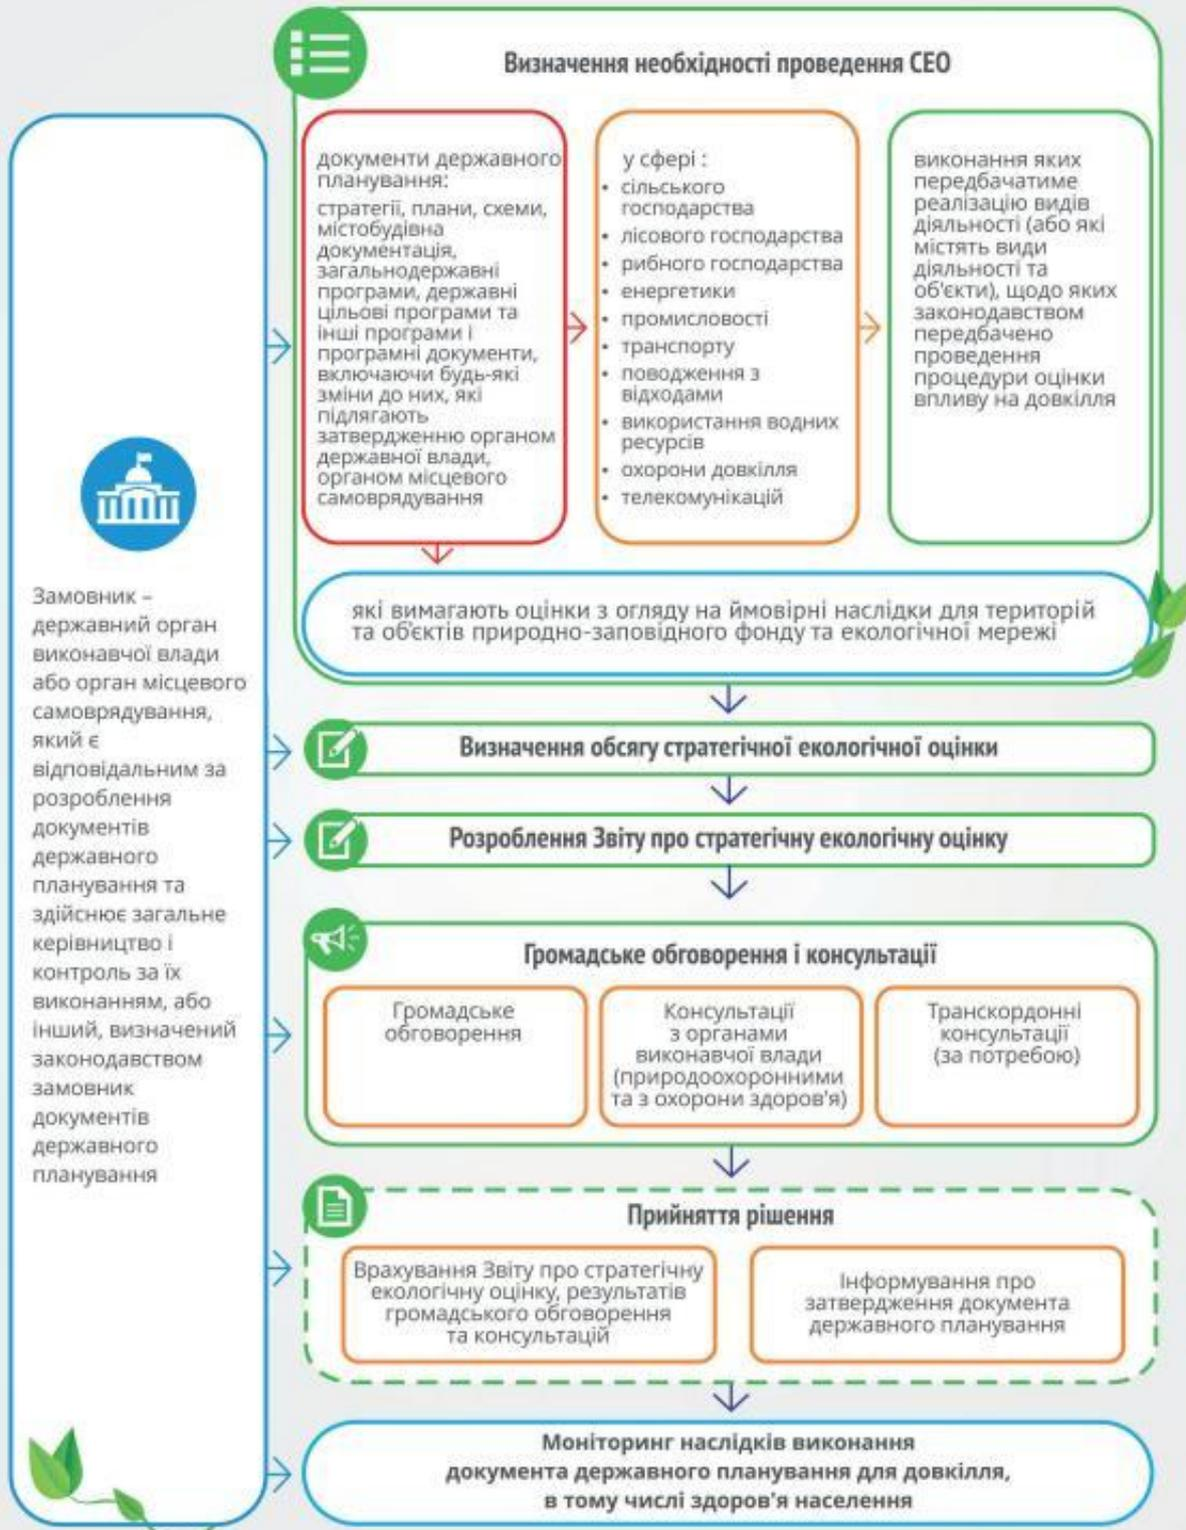 Визначення необхідності проведення СЕО
документи державного
планування:
стратегії, плани, схеми,
містобудівна
документація,
загальнодержавні
програми, державні
цільові програми та
інші програми і
програмні документи,
включаючи будь-які
зміни до них, які
підлягають
затвердженню органом
державної влади,
органом місцевого
самоврядування
у сфері :
• сільського
господарства
• лісового господарства
• рибного господарства
• енергетики
• промисловості
• транспорту
• поводження з
відходами
• використання водних
ресурсів
• охорони довкілля
• телекомунікацій
виконання яких
передбачатиме
реалізацію видів
діяльності (або які
містять види
діяльності та
об'єкти), щодо яких
законодавством
передбачено
проведення
процедури оцінки
впливу на довкілля
які вимагають оцінки з огляду на ймовірні наслідки для територій
та об'єктів природно-заповідного фонду та екологічної мережі
Замовник –
державний орган
виконавчої влади
або орган місцевого
самоврядування,
який є
відповідальним за
розроблення
документів
державного
планування та
здійснює загальне
керівництво і
контроль за їх
виконанням, або
інший, визначений
законодавством
замовник
документів
державного
планування
Визначення обсягу стратегічної екологічної оцінки
Розроблення Звіту про стратегічну екологічну оцінку
Громадське обговорення і консультації
Громадське
обговорення
Консультації
з органами
виконавчої влади
(природоохоронними
та з охорони здоров'я)
Транскордонні
консультації
(за потребою)
Прийняття рішення
Врахування Звіту про стратегічну
екологічну оцінку, результатів
громадського обговорення
та консультацій
Інформування про
затвердження документа
державного планування
Моніторинг наслідків виконання
документа державного планування для довкілля,
в тому числі здоров'я населення